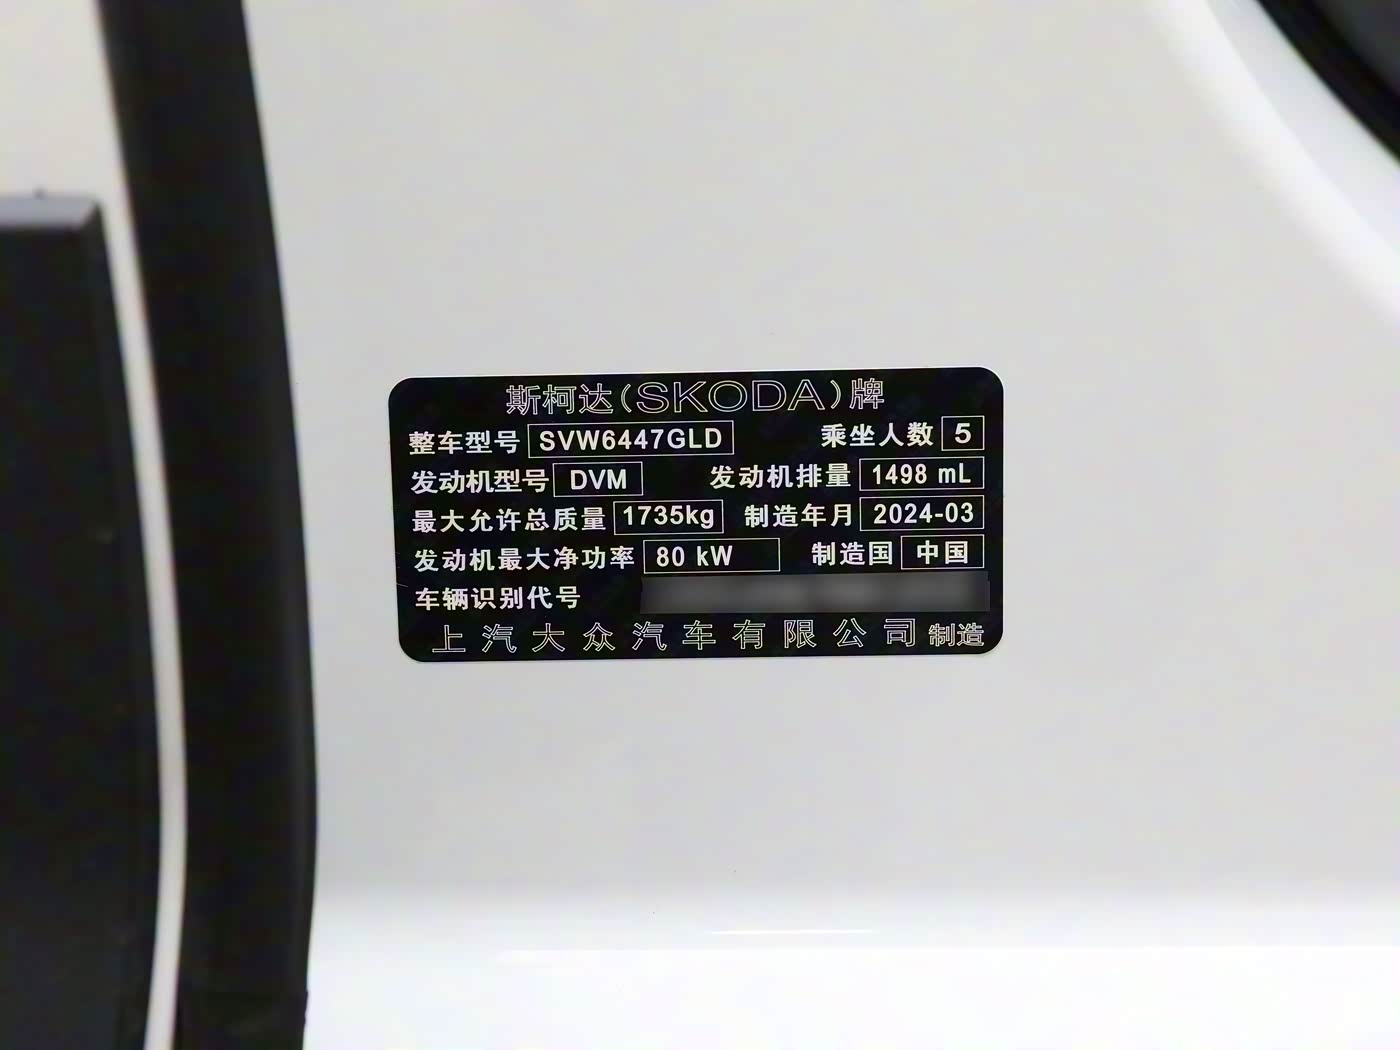 斯柯达(SKODA)牌
整车型号 SVW6447GLD 乘坐人数 5
发动机型号 DVM 发动机排量 1498 mL
最大允许总质量 1735kg 制造年月 2024-03
发动机最大净功率 80 kW 制造国 中国
车辆识别代号
上汽大众汽车有限公司制造